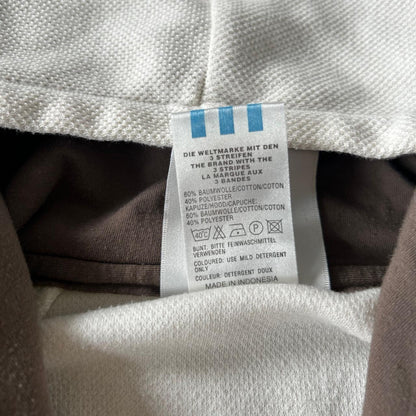 DIE WELTMARKE MIT DEN
3 STREIFEN
THE BRAND WITH THE
3 STRIPES
LA MARQUE AUX
3 BANDES
60% BAUMWOLLE/COTTON/COTON
40% POLYESTER
KAPUZE/HOOD/CAPUCHE:
60% BAUMWOLLE/COTTON/COTON
40% POLYESTER
40C
BUNT: BITTE FEINWASCHMITTEL
VERWENDEN
COLOURED: USE MILD DETERGENT
ONLY
COULEUR: DETERGENT DOUX
MADE IN INDONESIA